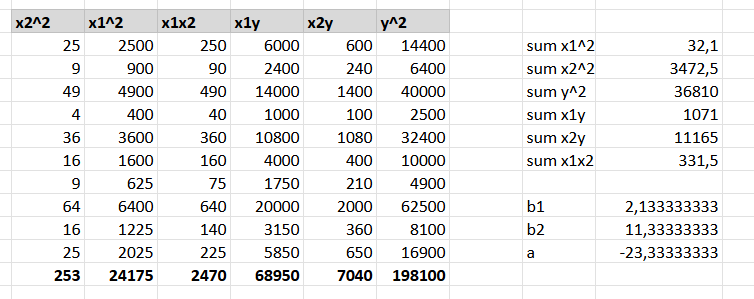 x2^2 x1^2 x1x2 x1y x2y y^2
25 2500 250 6000 600 14400 sum x1^2 32,1
9 900 90 2400 240 6400 sum x2^2 3472,5
49 4900 490 14000 1400 40000 sum y^2 36810
4 400 40 1000 100 2500 sum x1y 1071
36 3600 360 10800 1080 32400 sum x2y 11165
16 1600 160 4000 400 10000 sum x1x2 331,5
9 625 75 1750 210 4900
64 6400 640 20000 2000 62500 b1 2,133333333
16 1225 140 3150 360 8100 b2 11,33333333
25 2025 225 5850 650 16900 a -23,33333333
253 24175 2470 68950 7040 198100